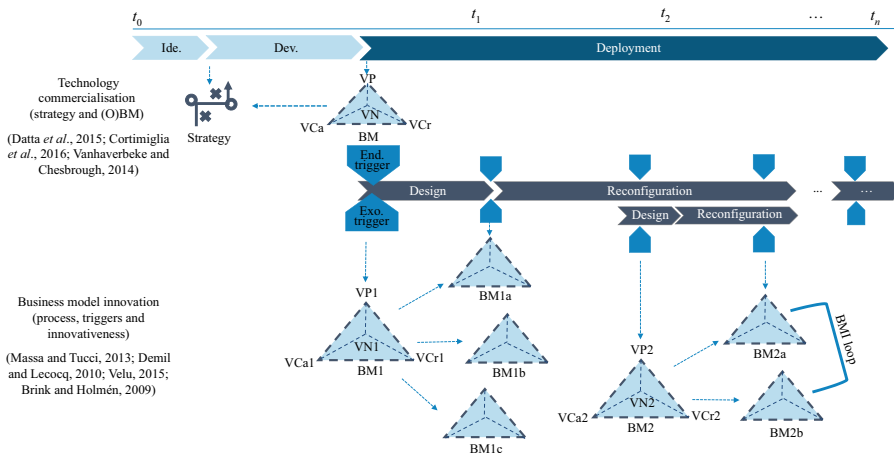 t0 t1 t2 … tn
Ide. Dev. Deployment
Technology
commercialisation
(strategy and (O)BM)
(Datta et al., 2015; Cortimiglia
et al., 2016; Vanhaverbeke and
Chesbrough, 2014)
Strategy
VP
VN
VCa VCr
BM
End.
trigger
Design Reconfiguration ... ...
Exo.
trigger
Design Reconfiguration
BM1a
VP1
VN1
VCa1 VCr1
BM1
BM1b
BM1c
Business model innovation
(process, triggers and
innovativeness)
(Massa and Tucci, 2013; Demil
and Lecocq, 2010; Velu, 2015;
Brink and Holmén, 2009)
VP2
VN2
VCa2 VCr2
BM2
BM2a
BM2b
BMI loop